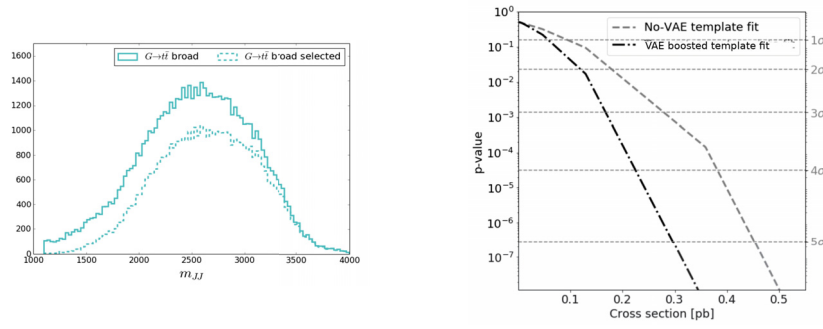 G→tt̄ broad
G→tt̄ b'oad selected
1600
1400
1200
1000
800
600
400
200
0
1000
1500
2000
2500
3000
3500
4000
m_JJ
No-VAE template fit
VAE boosted template fit
10^0
10^-1
10^-2
10^-3
10^-4
10^-5
10^-6
10^-7
p-value
1σ
2σ
3σ
4σ
5σ
0.1
0.2
0.3
0.4
0.5
Cross section [pb]